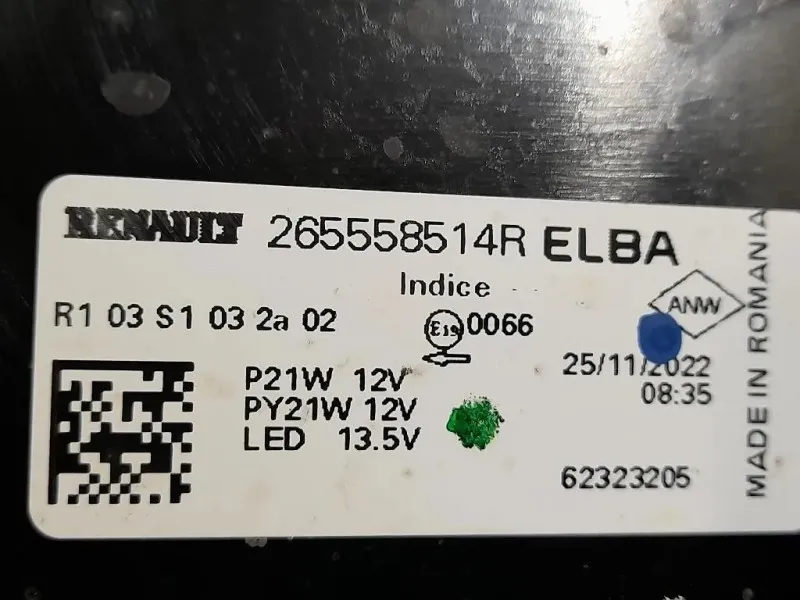 RENAULT 265558514R ELBA
Indice
ANW
R1 03 S1 03 2a 02
E19 0066
25/11/2022
08:35
P21W 12V
PY21W 12V
LED 13.5V
62323205
MADE IN ROMANIA